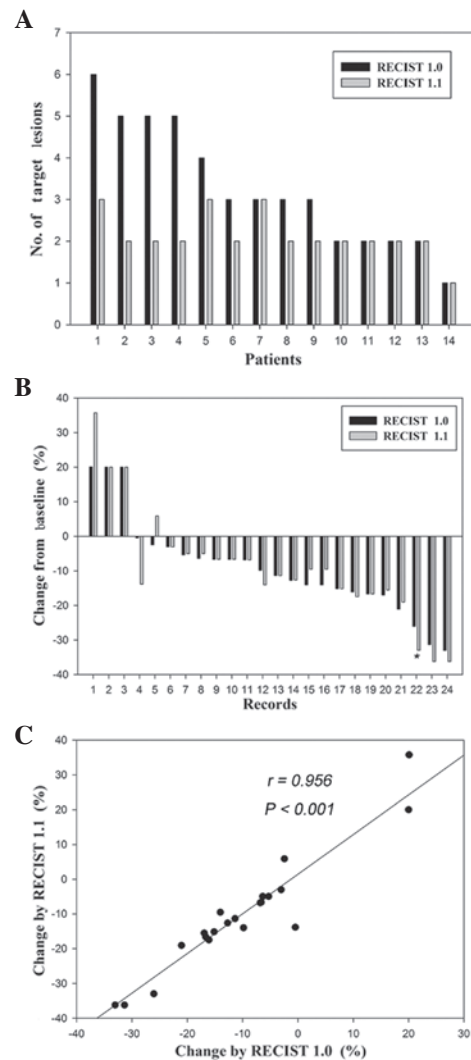 A
7
6
5
4
3
2
1
0
No. of target lesions
RECIST 1.0
RECIST 1.1
1 2 3 4 5 6 7 8 9 10 11 12 13 14
Patients
B
40
30
20
10
0
-10
-20
-30
-40
Change from baseline (%)
RECIST 1.0
RECIST 1.1
*
1 2 3 4 5 6 7 8 9 10 11 12 13 14 15 16 17 18 19 20 21 22 23 24
Records
C
40
30
20
10
0
-10
-20
-30
-40
Change by RECIST 1.1
(%)
r = 0.956
P < 0.001
-40 -30 -20 -10 0 10 20 30
Change by RECIST 1.0 (%)